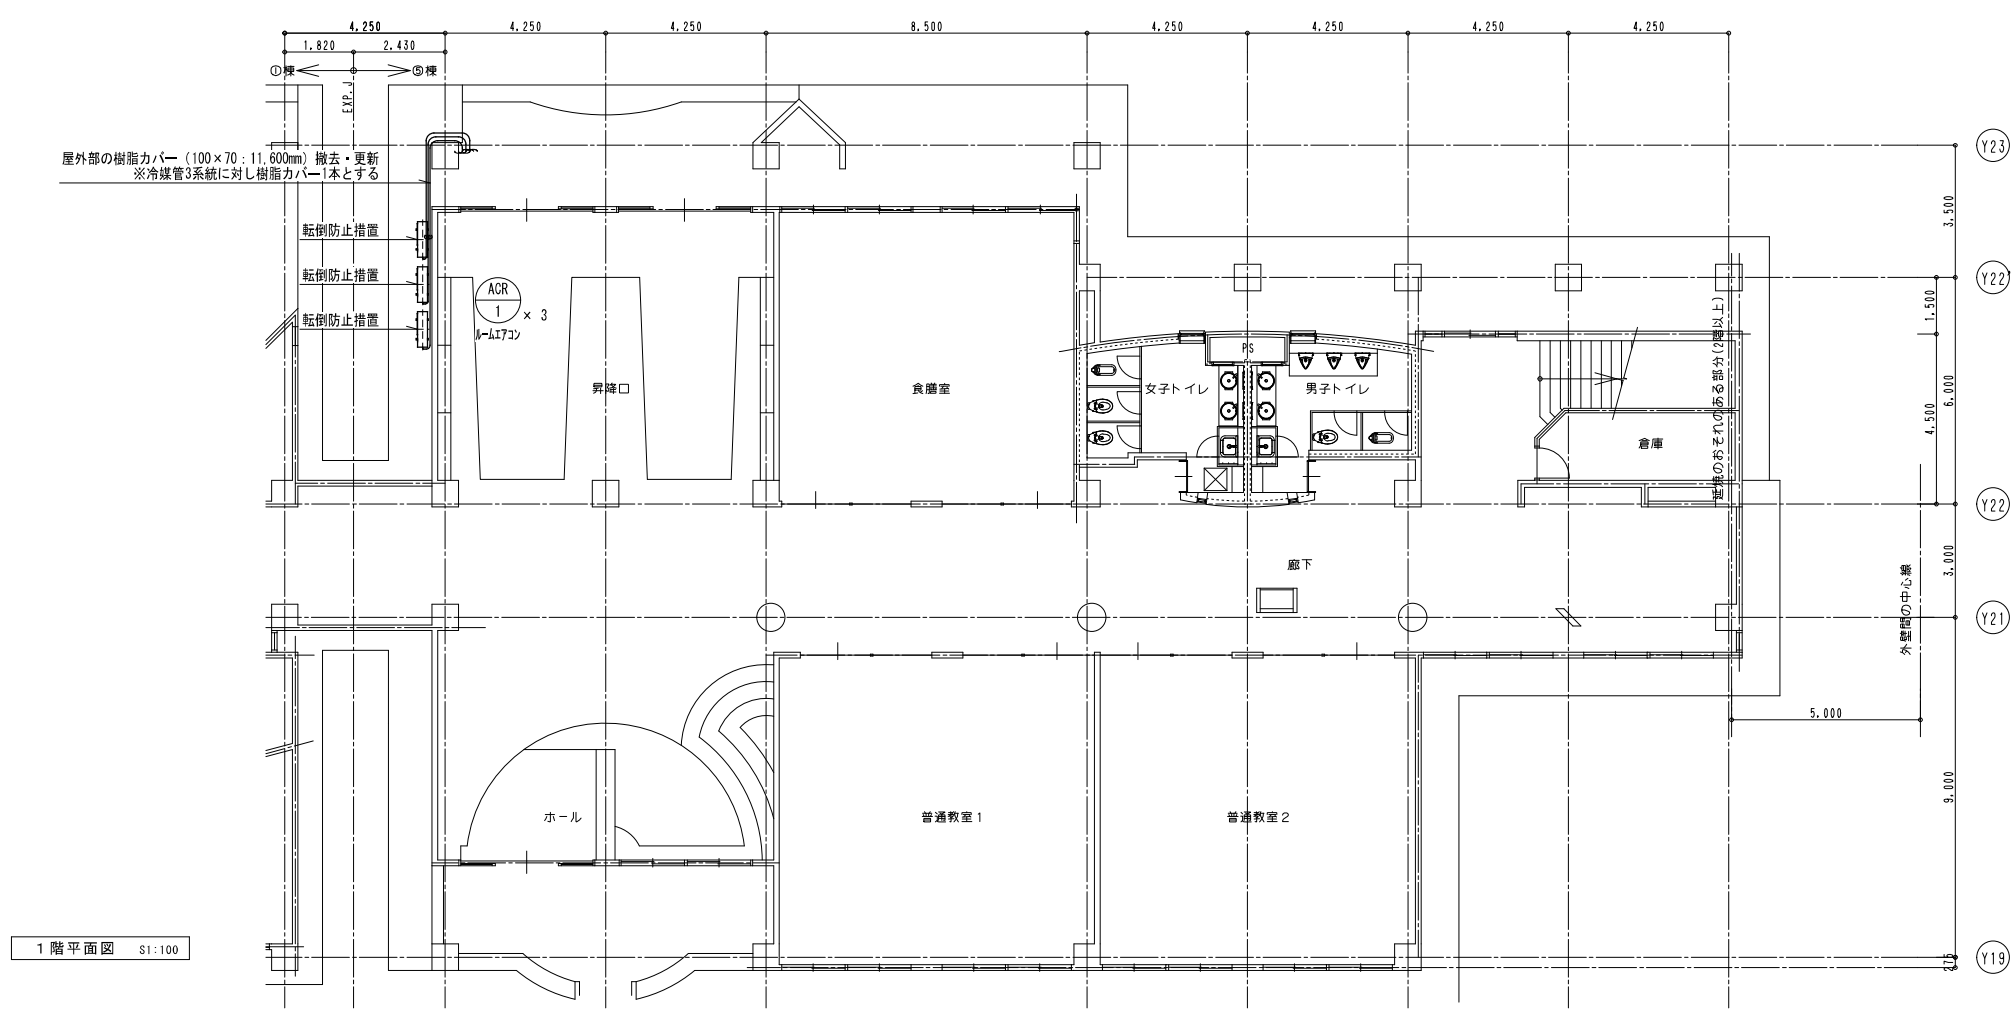 4,250
4,250
4,250
8,500
4,250
4,250
4,250
4,250
1,820
2,430
①棟
⑤棟
EXP.J
屋外部の樹脂カバー（100×70：11,600mm）撤去・更新
※冷媒管3系統に対し樹脂カバー1本とする
転倒防止措置
転倒防止措置
転倒防止措置
ACR
1
× 3
ルームエアコン
昇降口
食膳室
女子トイレ
PS
男子トイレ
倉庫
延焼のおそれのある部分（2階以上）
廊下
外壁間の中心線
5,000
ホール
普通教室1
普通教室2
Y23
3,500
Y22'
1,500
6,000
4,500
Y22
3,000
Y21
9,000
275
Y19
1階平面図 S1:100